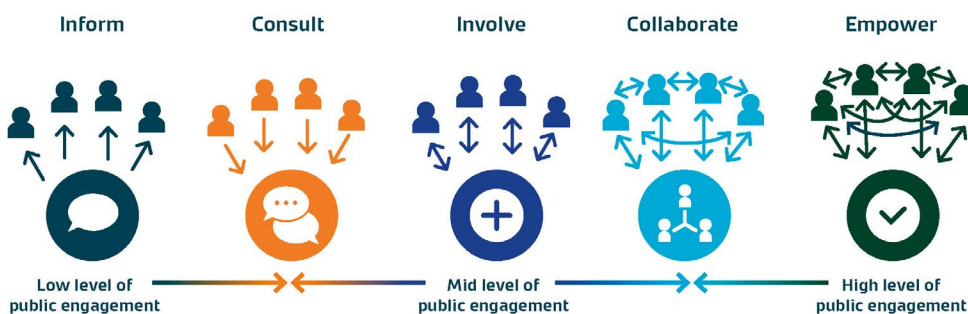 Inform
Consult
Involve
Collaborate
Empower
Low level of
public engagement
Mid level of
public engagement
High level of
public engagement